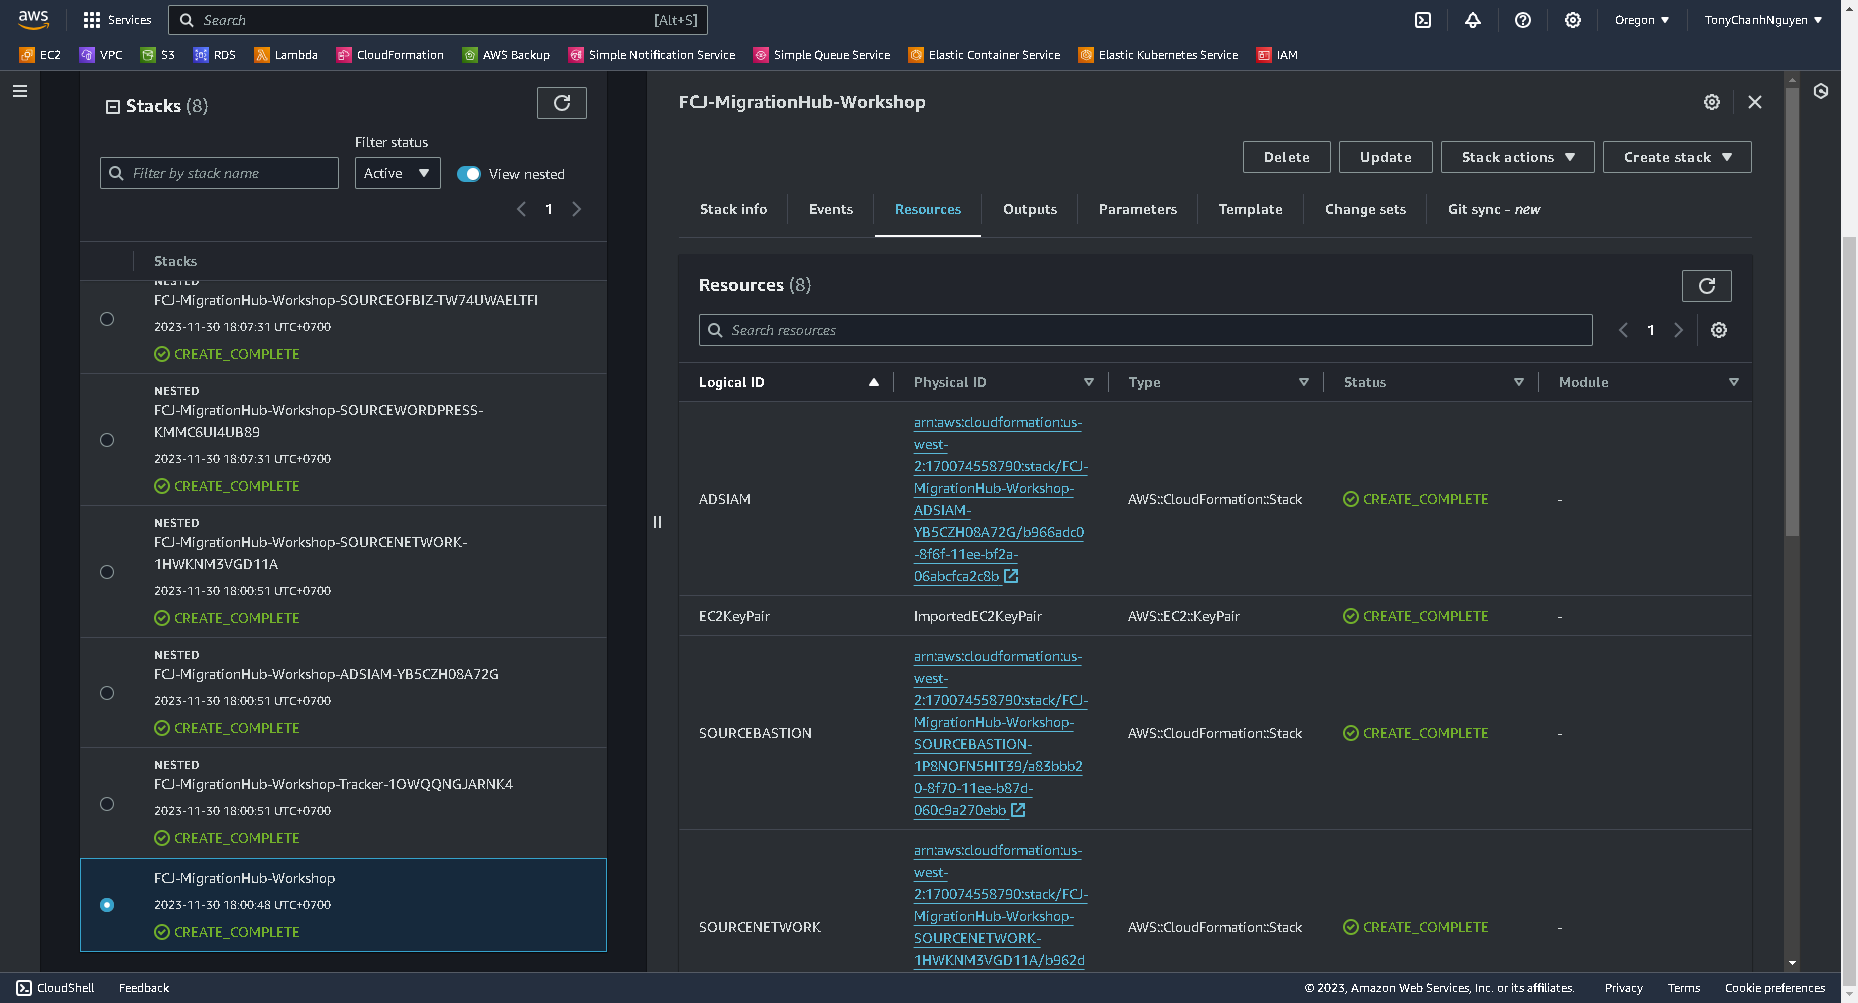 aws
Services
Search
[Alt+S]
Oregon
TonyChanhNguyen
EC2
VPC
S3
RDS
Lambda
CloudFormation
AWS Backup
Simple Notification Service
Simple Queue Service
Elastic Container Service
Elastic Kubernetes Service
IAM
Stacks (8)
Filter status
Filter by stack name
Active
View nested
1
Stacks
NESTED
FCJ-MigrationHub-Workshop-SOURCEOFBIZ-TW74UWAELTFI
2023-11-30 18:07:31 UTC+0700
CREATE_COMPLETE
NESTED
FCJ-MigrationHub-Workshop-SOURCEWORDPRESS-
KMMC6UI4UB89
2023-11-30 18:07:31 UTC+0700
CREATE_COMPLETE
NESTED
FCJ-MigrationHub-Workshop-SOURCENETWORK-
1HWKNM3VGD11A
2023-11-30 18:00:51 UTC+0700
CREATE_COMPLETE
NESTED
FCJ-MigrationHub-Workshop-ADSIAM-YB5CZH08A72G
2023-11-30 18:00:51 UTC+0700
CREATE_COMPLETE
NESTED
FCJ-MigrationHub-Workshop-Tracker-1OWQQNGJARNK4
2023-11-30 18:00:51 UTC+0700
CREATE_COMPLETE
FCJ-MigrationHub-Workshop
2023-11-30 18:00:48 UTC+0700
CREATE_COMPLETE
FCJ-MigrationHub-Workshop
Delete
Update
Stack actions
Create stack
Stack info
Events
Resources
Outputs
Parameters
Template
Change sets
Git sync - new
Resources (8)
Search resources
1
Logical ID
Physical ID
Type
Status
Module
ADSIAM
arn:aws:cloudformation:us-
west-
2:170074558790:stack/FCJ-
MigrationHub-Workshop-
ADSIAM-
YB5CZH08A72G/b966adc0
-8f6f-11ee-bf2a-
06abcfca2c8b
AWS::CloudFormation::Stack
CREATE_COMPLETE
-
EC2KeyPair
ImportedEC2KeyPair
AWS::EC2::KeyPair
CREATE_COMPLETE
-
SOURCEBASTION
arn:aws:cloudformation:us-
west-
2:170074558790:stack/FCJ-
MigrationHub-Workshop-
SOURCEBASTION-
1P8NOFN5HIT39/a83bbb2
0-8f70-11ee-b87d-
060c9a270ebb
AWS::CloudFormation::Stack
CREATE_COMPLETE
-
SOURCENETWORK
arn:aws:cloudformation:us-
west-
2:170074558790:stack/FCJ-
MigrationHub-Workshop-
SOURCENETWORK-
1HWKNM3VGD11A/b962d
AWS::CloudFormation::Stack
CREATE_COMPLETE
-
CloudShell
Feedback
© 2023, Amazon Web Services, Inc. or its affiliates.
Privacy
Terms
Cookie preferences